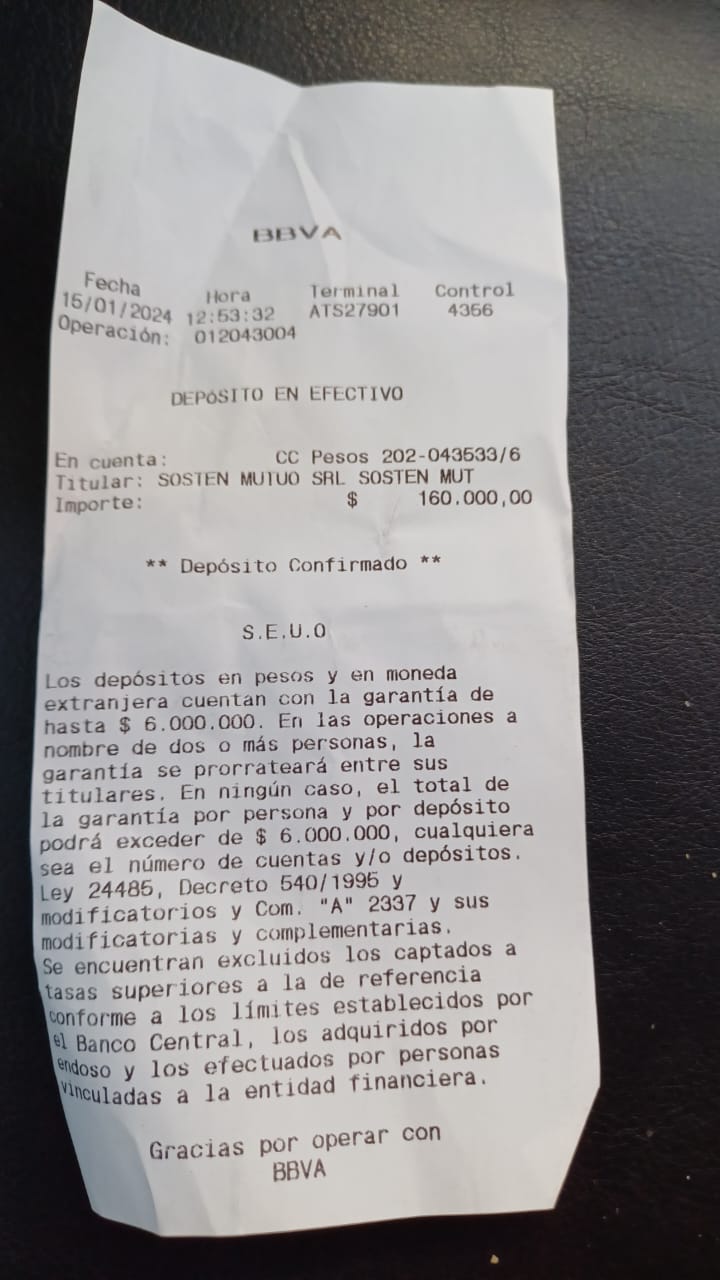 BBVA
Fecha Hora Terminal Control
15/01/2024 12:53:32 ATS27901 4356
Operación: 012043004
DEPóSITO EN EFECTIVO
En cuenta: CC Pesos 202-043533/6
Titular: SOSTEN MUTUO SRL SOSTEN MUT
Importe: $ 160.000,00
** Depósito Confirmado **
S.E.U.O
Los depósitos en pesos y en moneda
extranjera cuentan con la garantía de
hasta $ 6.000.000. En las operaciones a
nombre de dos o más personas, la
garantía se prorrateará entre sus
titulares. En ningún caso, el total de
la garantía por persona y por depósito
podrá exceder de $ 6.000.000, cualquiera
sea el número de cuentas y/o depósitos.
Ley 24485, Decreto 540/1995 y
modificatorios y Com. "A" 2337 y sus
modificatorias y complementarias.
Se encuentran excluidos los captados a
tasas superiores a la de referencia
conforme a los límites establecidos por
el Banco Central, los adquiridos por
endoso y los efectuados por personas
vinculadas a la entidad financiera.
Gracias por operar con
BBVA